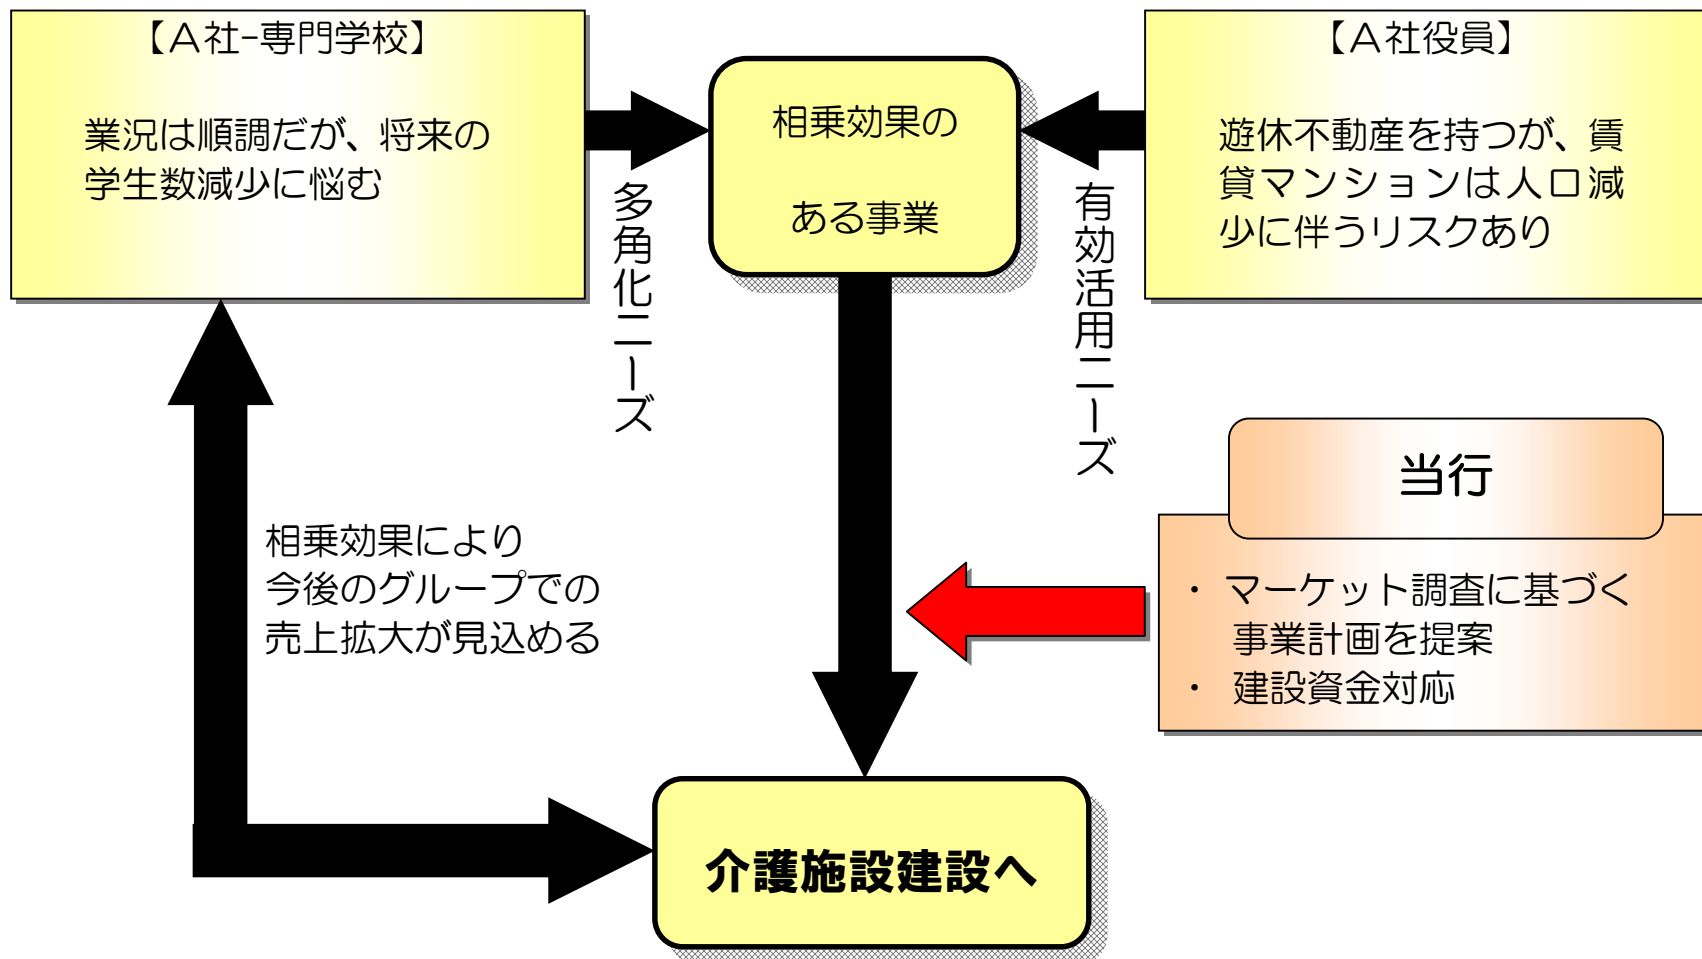 【A社-専門学校】
業況は順調だが、将来の
学生数減少に悩む
多角化ニーズ
相乗効果の
ある事業
有効活用ニーズ
【A社役員】
遊休不動産を持つが、賃
貸マンションは人口減
少に伴うリスクあり
当行
・ マーケット調査に基づく
事業計画を提案
・ 建設資金対応
相乗効果により
今後のグループでの
売上拡大が見込める
介護施設建設へ